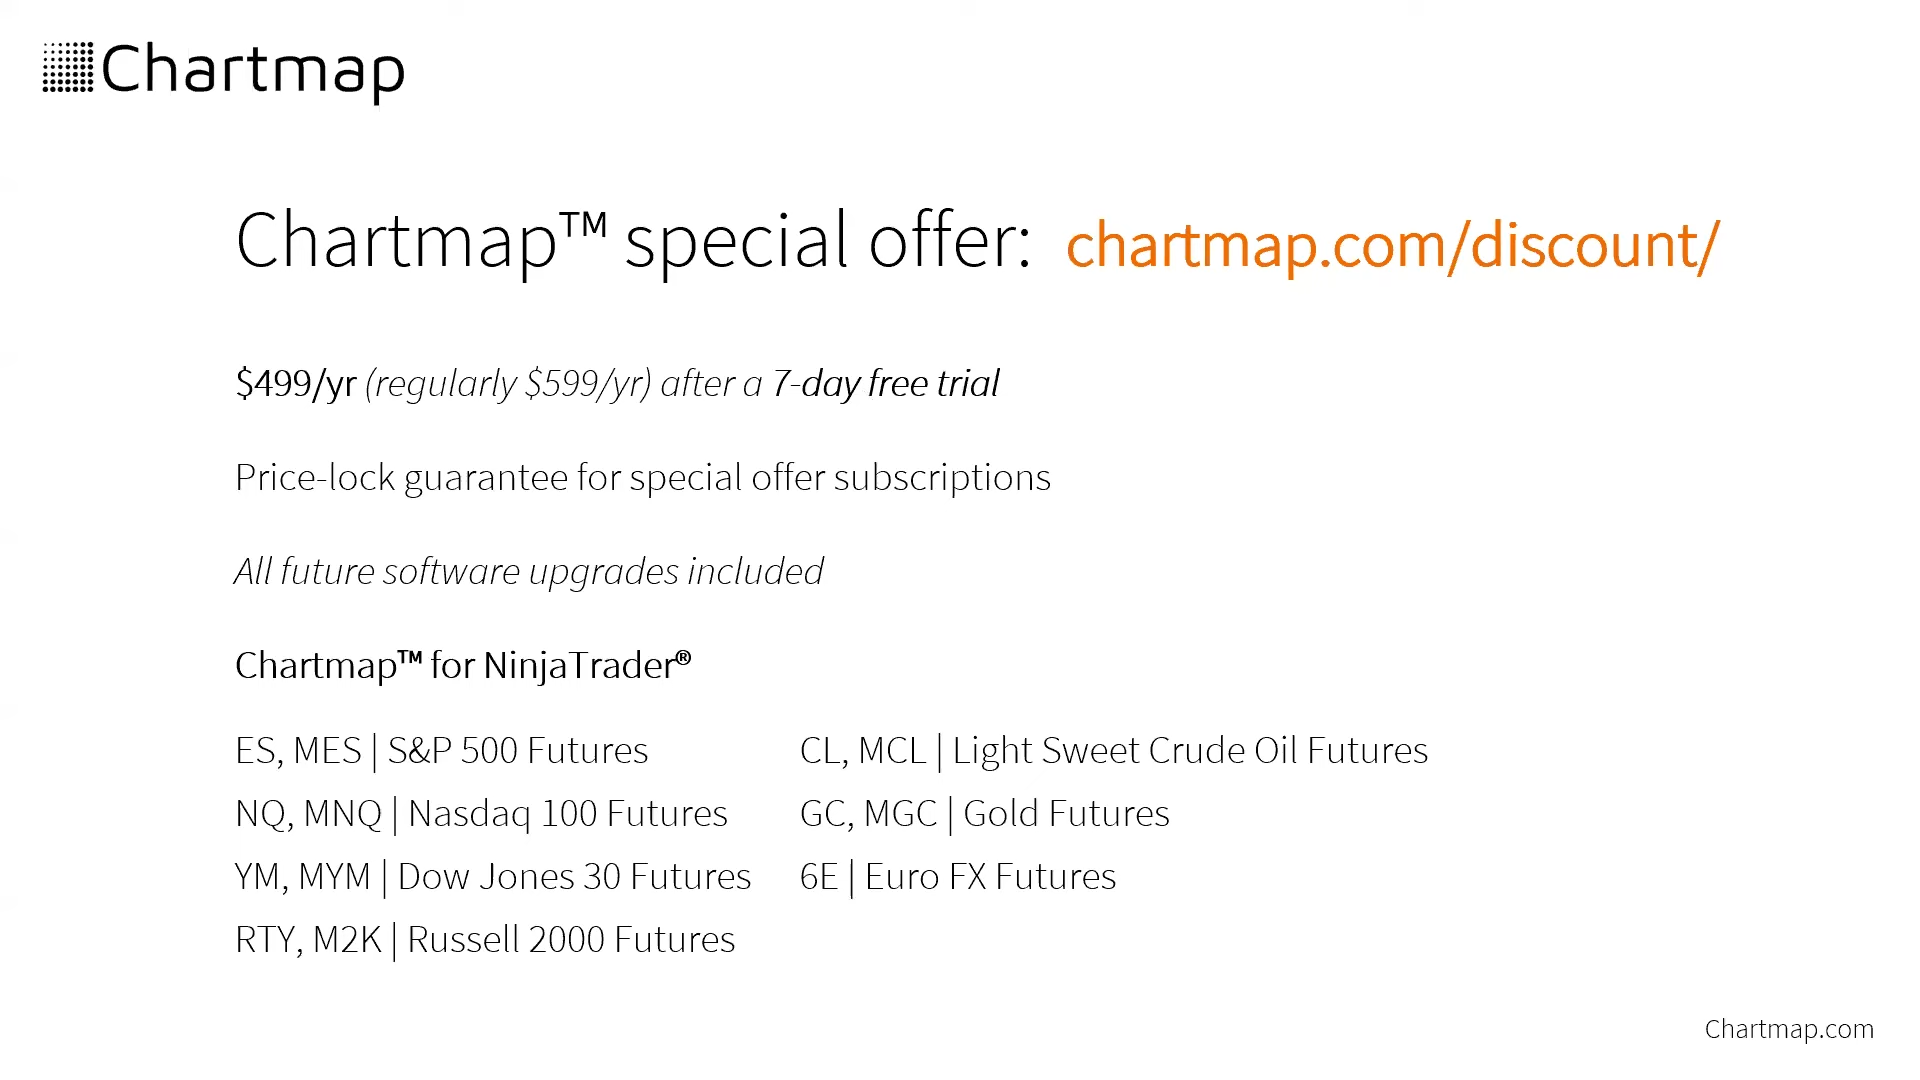 Chartmap
Chartmap™ special offer: chartmap.com/discount/
$499/yr (regularly $599/yr) after a 7-day free trial
Price-lock guarantee for special offer subscriptions
All future software upgrades included
Chartmap™ for NinjaTrader®
ES, MES | S&P 500 Futures
NQ, MNQ | Nasdaq 100 Futures
YM, MYM | Dow Jones 30 Futures
RTY, M2K | Russell 2000 Futures
CL, MCL | Light Sweet Crude Oil Futures
GC, MGC | Gold Futures
6E | Euro FX Futures
Chartmap.com